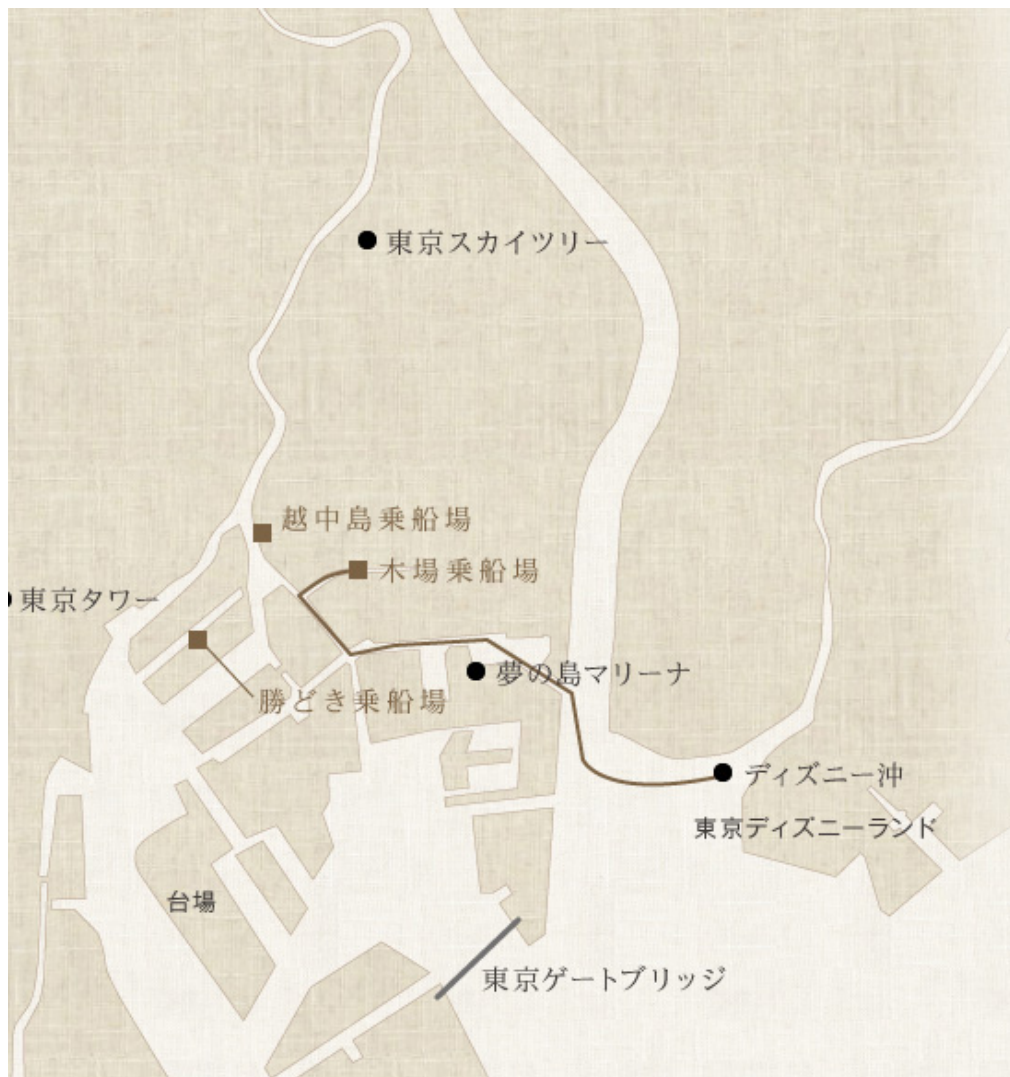 東京スカイツリー
越中島乗船場
木場乗船場
東京タワー
夢の島マリーナ
勝どき乗船場
ディズニー沖
東京ディズニーランド
台場
東京ゲートブリッジ